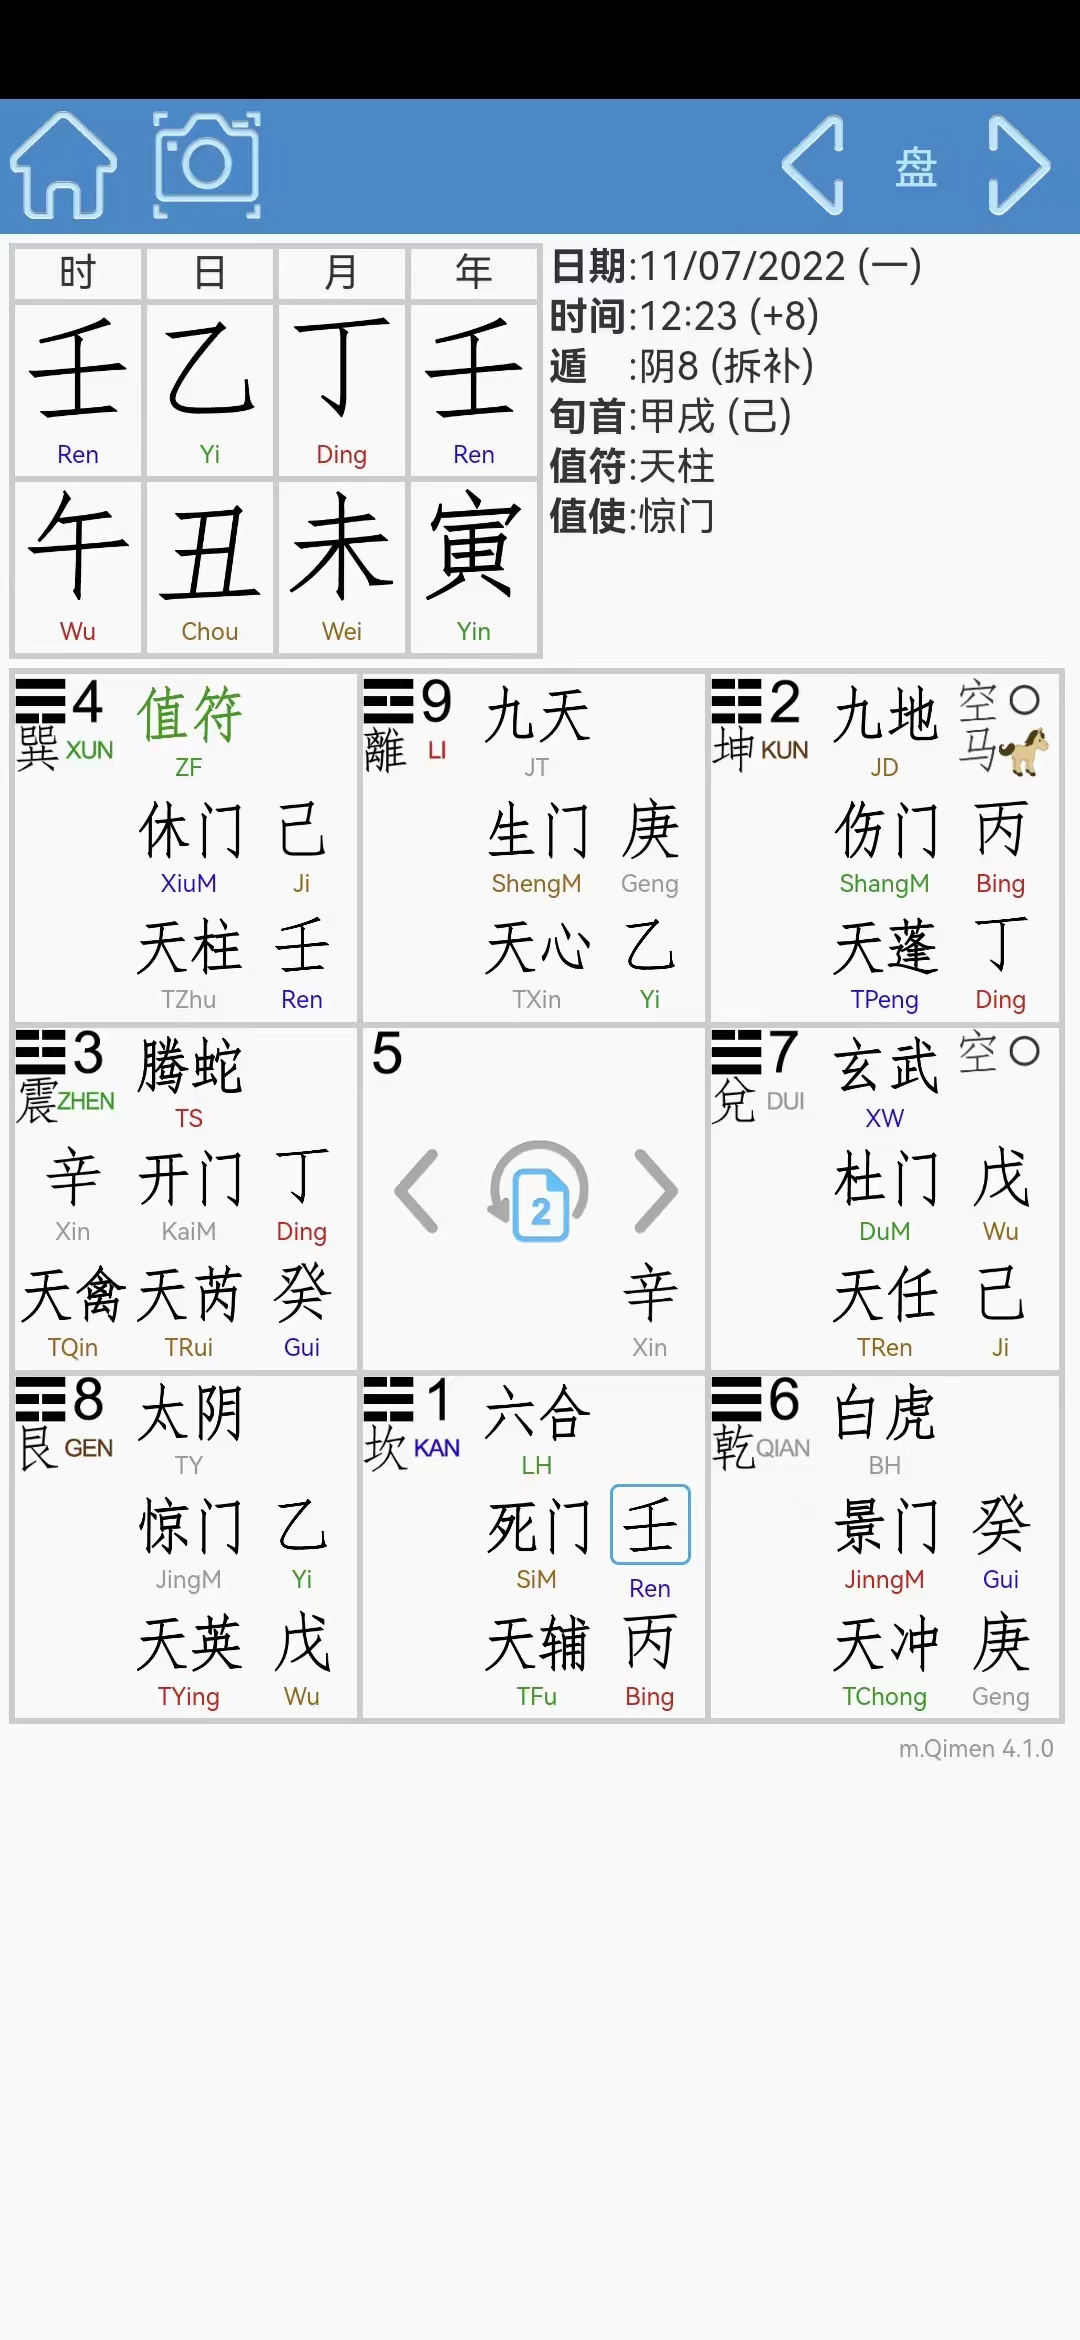 盘
时 日 月 年
壬 乙 丁 壬
Ren Yi Ding Ren
午 丑 未 寅
Wu Chou Wei Yin
日期:11/07/2022 (一)
时间:12:23 (+8)
遁 :阴8 (拆补)
旬首:甲戌 (己)
值符:天柱
值使:惊门
4 值符
巽 XUN ZF
休门 己
XiuM Ji
天柱 壬
TZhu Ren
9 九天
離 LI JT
生门 庚
ShengM Geng
天心 乙
TXin Yi
2 九地 空
坤 KUN JD 马
伤门 丙
ShangM Bing
天蓬 丁
TPeng Ding
3 腾蛇
震 ZHEN TS
辛 开门 丁
Xin KaiM Ding
天禽 天芮 癸
TQin TRui Gui
5
2
辛
Xin
7 玄武 空
兌 DUI XW
杜门 戊
DuM Wu
天任 己
TRen Ji
8 太阴
艮 GEN TY
惊门 乙
JingM Yi
天英 戊
TYing Wu
1 六合
坎 KAN LH
死门 壬
SiM Ren
天辅 丙
TFu Bing
6 白虎
乾 QIAN BH
景门 癸
JinngM Gui
天冲 庚
TChong Geng
m.Qimen 4.1.0